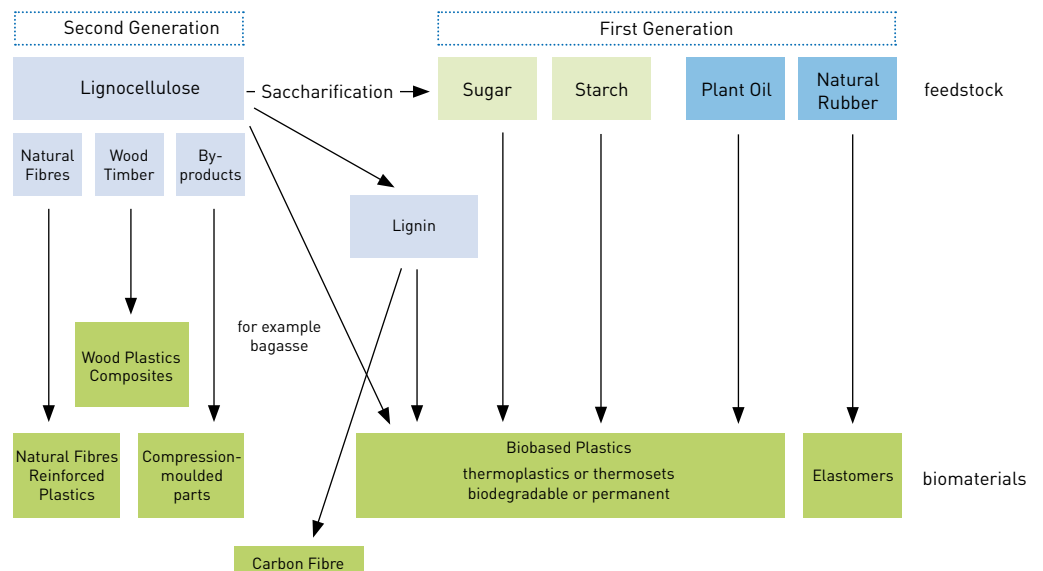 Second Generation
First Generation
Lignocellulose
Saccharification
Sugar
Starch
Plant Oil
Natural
Rubber
feedstock
Natural
Fibres
Wood
Timber
By-
products
Lignin
for example
bagasse
Wood Plastics
Composites
Natural Fibres
Reinforced
Plastics
Compression-
moulded
parts
Biobased Plastics
thermoplastics or thermosets
biodegradable or permanent
Elastomers
biomaterials
Carbon Fibre